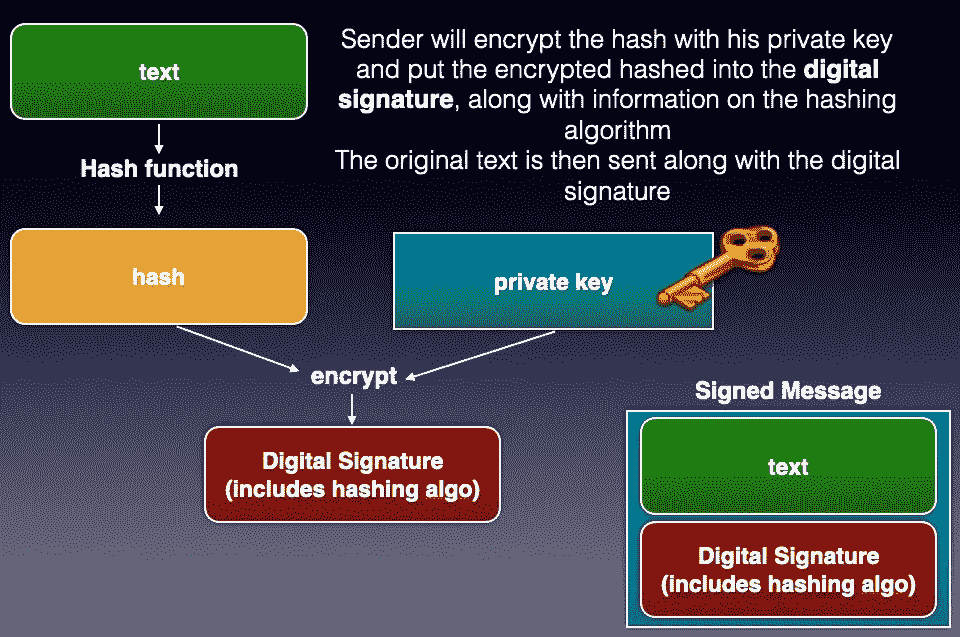 text
Sender will encrypt the hash with his private key
and put the encrypted hashed into the digital
signature, along with information on the hashing
algorithm
The original text is then sent along with the digital
signature
Hash function
hash
private key
encrypt
Digital Signature
(includes hashing algo)
Signed Message
text
Digital Signature
(includes hashing algo)